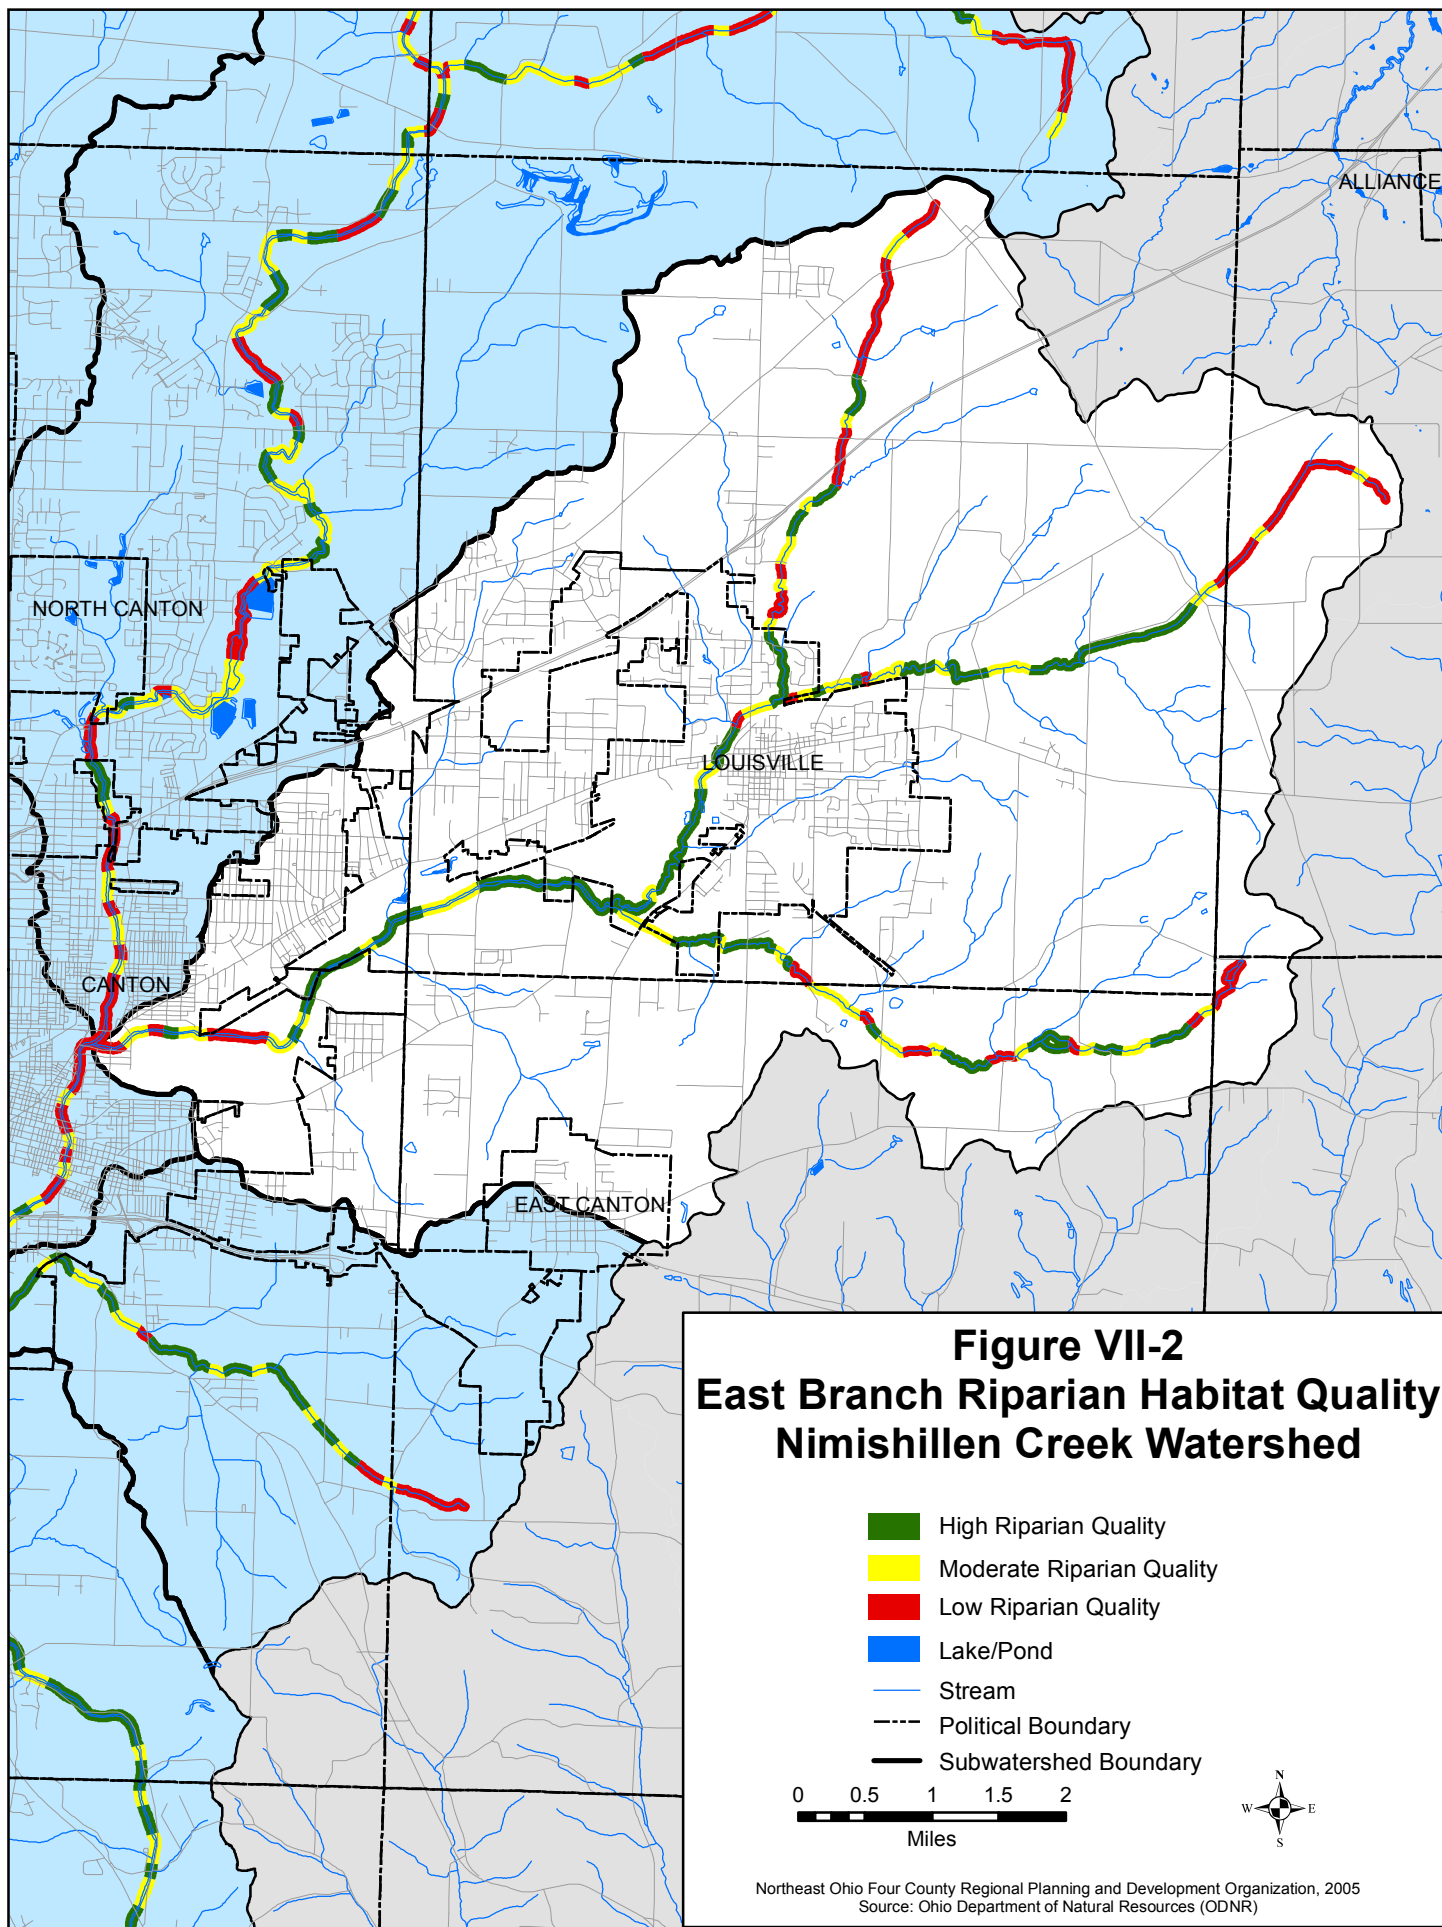 ALLIANCE
NORTH CANTON
LOUISVILLE
CANTON
EAST CANTON
Figure VII-2
East Branch Riparian Habitat Quality
Nimishillen Creek Watershed
High Riparian Quality
Moderate Riparian Quality
Low Riparian Quality
Lake/Pond
Stream
Political Boundary
Subwatershed Boundary
0 0.5 1 1.5 2
Miles
N
W E
S
Northeast Ohio Four County Regional Planning and Development Organization, 2005
Source: Ohio Department of Natural Resources (ODNR)